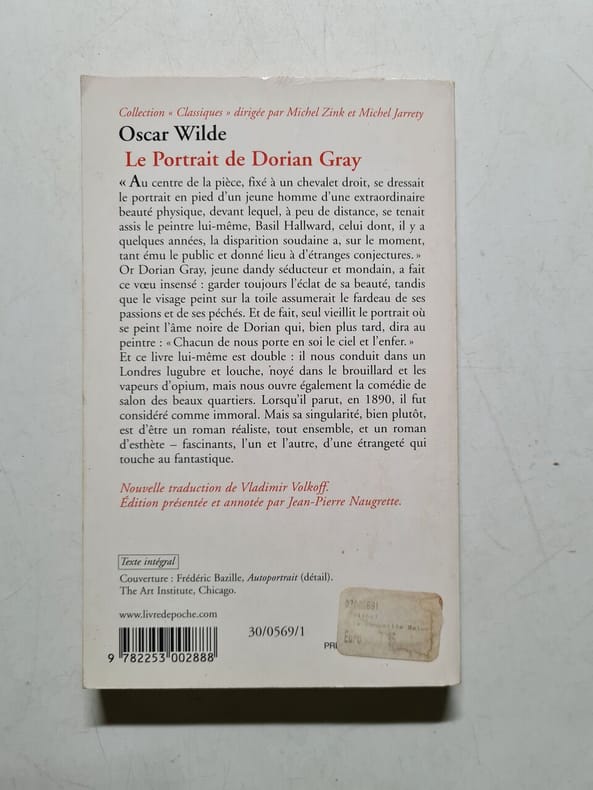 Collection « Classiques » dirigée par Michel Zink et Michel Jarrety
Oscar Wilde
Le Portrait de Dorian Gray
« Au centre de la pièce, fixé à un chevalet droit, se dressait
le portrait en pied d'un jeune homme d'une extraordinaire
beauté physique, devant lequel, à peu de distance, se tenait
assis le peintre lui-même, Basil Hallward, celui dont, il y a
quelques années, la disparition soudaine a, sur le moment,
tant ému le public et donné lieu à d'étranges conjectures. »
Or Dorian Gray, jeune dandy séducteur et mondain, a fait
ce vœu insensé : garder toujours l'éclat de sa beauté, tandis
que le visage peint sur la toile assumerait le fardeau de ses
passions et de ses péchés. Et de fait, seul vieillit le portrait où
se peint l'âme noire de Dorian qui, bien plus tard, dira au
peintre : « Chacun de nous porte en soi le ciel et l'enfer. »
Et ce livre lui-même est double : il nous conduit dans un
Londres lugubre et louche, noyé dans le brouillard et les
vapeurs d'opium, mais nous ouvre également la comédie de
salon des beaux quartiers. Lorsqu'il parut, en 1890, il fut
considéré comme immoral. Mais sa singularité, bien plutôt,
est d'être un roman réaliste, tout ensemble, et un roman
d'esthète – fascinants, l'un et l'autre, d'une étrangeté qui
touche au fantastique.
Nouvelle traduction de Vladimir Volkoff.
Édition présentée et annotée par Jean-Pierre Naugrette.
Texte intégral
Couverture : Frédéric Bazille, Autoportrait (détail).
The Art Institute, Chicago.
www.livredepoche.com
30/0569/1
9 782253 002888